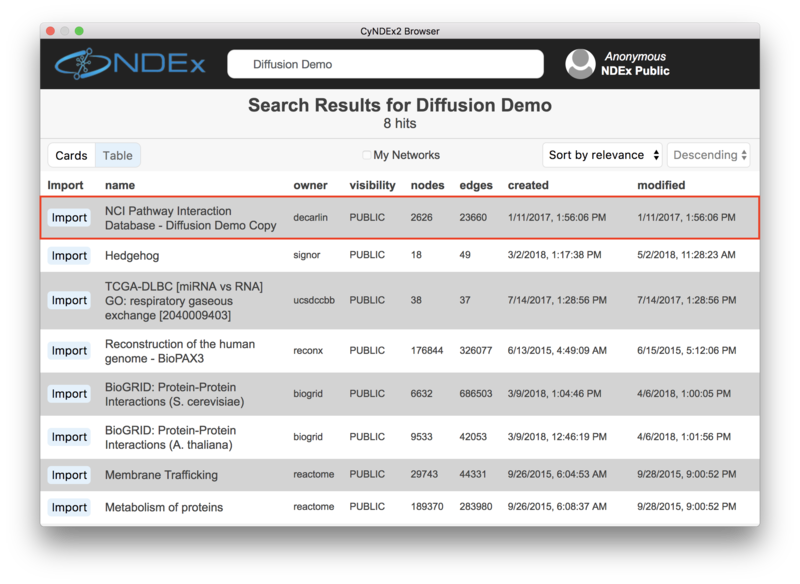 CyNDEx2 Browser
NDEx
Diffusion Demo
Anonymous
NDEx Public
Search Results for Diffusion Demo
8 hits
Cards Table My Networks Sort by relevance Descending
Import name owner visibility nodes edges created modified
Import NCI Pathway Interaction decarlin PUBLIC 2626 23660 1/11/2017, 1:56:06 PM 1/11/2017, 1:56:06 PM
Database - Diffusion Demo Copy
Import Hedgehog signor PUBLIC 18 49 3/2/2018, 1:17:38 PM 5/2/2018, 11:28:23 AM
TCGA-DLBC [miRNA vs RNA]
Import GO: respiratory gaseous ucsdccbb PUBLIC 38 37 7/14/2017, 1:28:56 PM 7/14/2017, 1:28:56 PM
exchange [2040009403]
Import Reconstruction of the human reconx PUBLIC 176844 326077 6/13/2015, 4:49:09 AM 6/15/2015, 5:12:06 PM
genome - BioPAX3
Import BioGRID: Protein-Protein biogrid PUBLIC 6632 686503 3/9/2018, 1:04:46 PM 4/6/2018, 1:00:05 PM
Interactions (S. cerevisiae)
Import BioGRID: Protein-Protein biogrid PUBLIC 9533 42053 3/9/2018, 12:46:19 PM 4/6/2018, 1:01:56 PM
Interactions (A. thaliana)
Import Membrane Trafficking reactome PUBLIC 29743 44331 9/26/2015, 6:04:53 AM 9/28/2015, 9:00:52 PM
Import Metabolism of proteins reactome PUBLIC 189370 283980 9/26/2015, 6:08:37 AM 9/28/2015, 9:00:52 PM